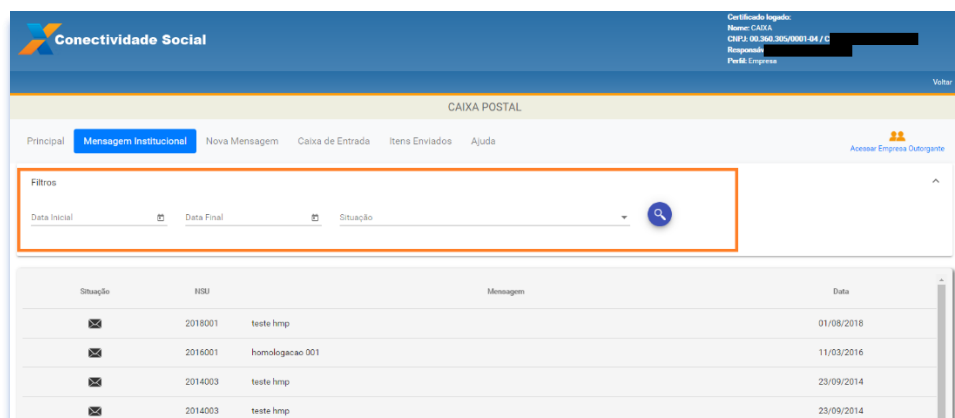 Conectividade Social
Certificado logado:
Nome: CAIXA
CNPJ: 00.360.305/0001-04 / C
Responsáv
Perfil: Empresa
Voltar
CAIXA POSTAL
Principal Mensagem Institucional Nova Mensagem Caixa de Entrada Itens Enviados Ajuda
Acessar Empresa Outorgante
Filtros
Data Inicial Data Final Situação
Situação NSU Mensagem Data
2018001 teste hmp 01/08/2018
2016001 homologacao 001 11/03/2016
2014003 teste hmp 23/09/2014
2014003 teste hmp 23/09/2014